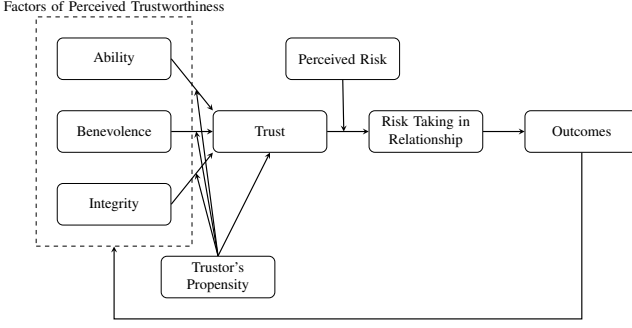 Factors of Perceived Trustworthiness
Ability
Perceived Risk
Benevolence
Trust
Risk Taking in
Relationship
Outcomes
Integrity
Trustor's
Propensity